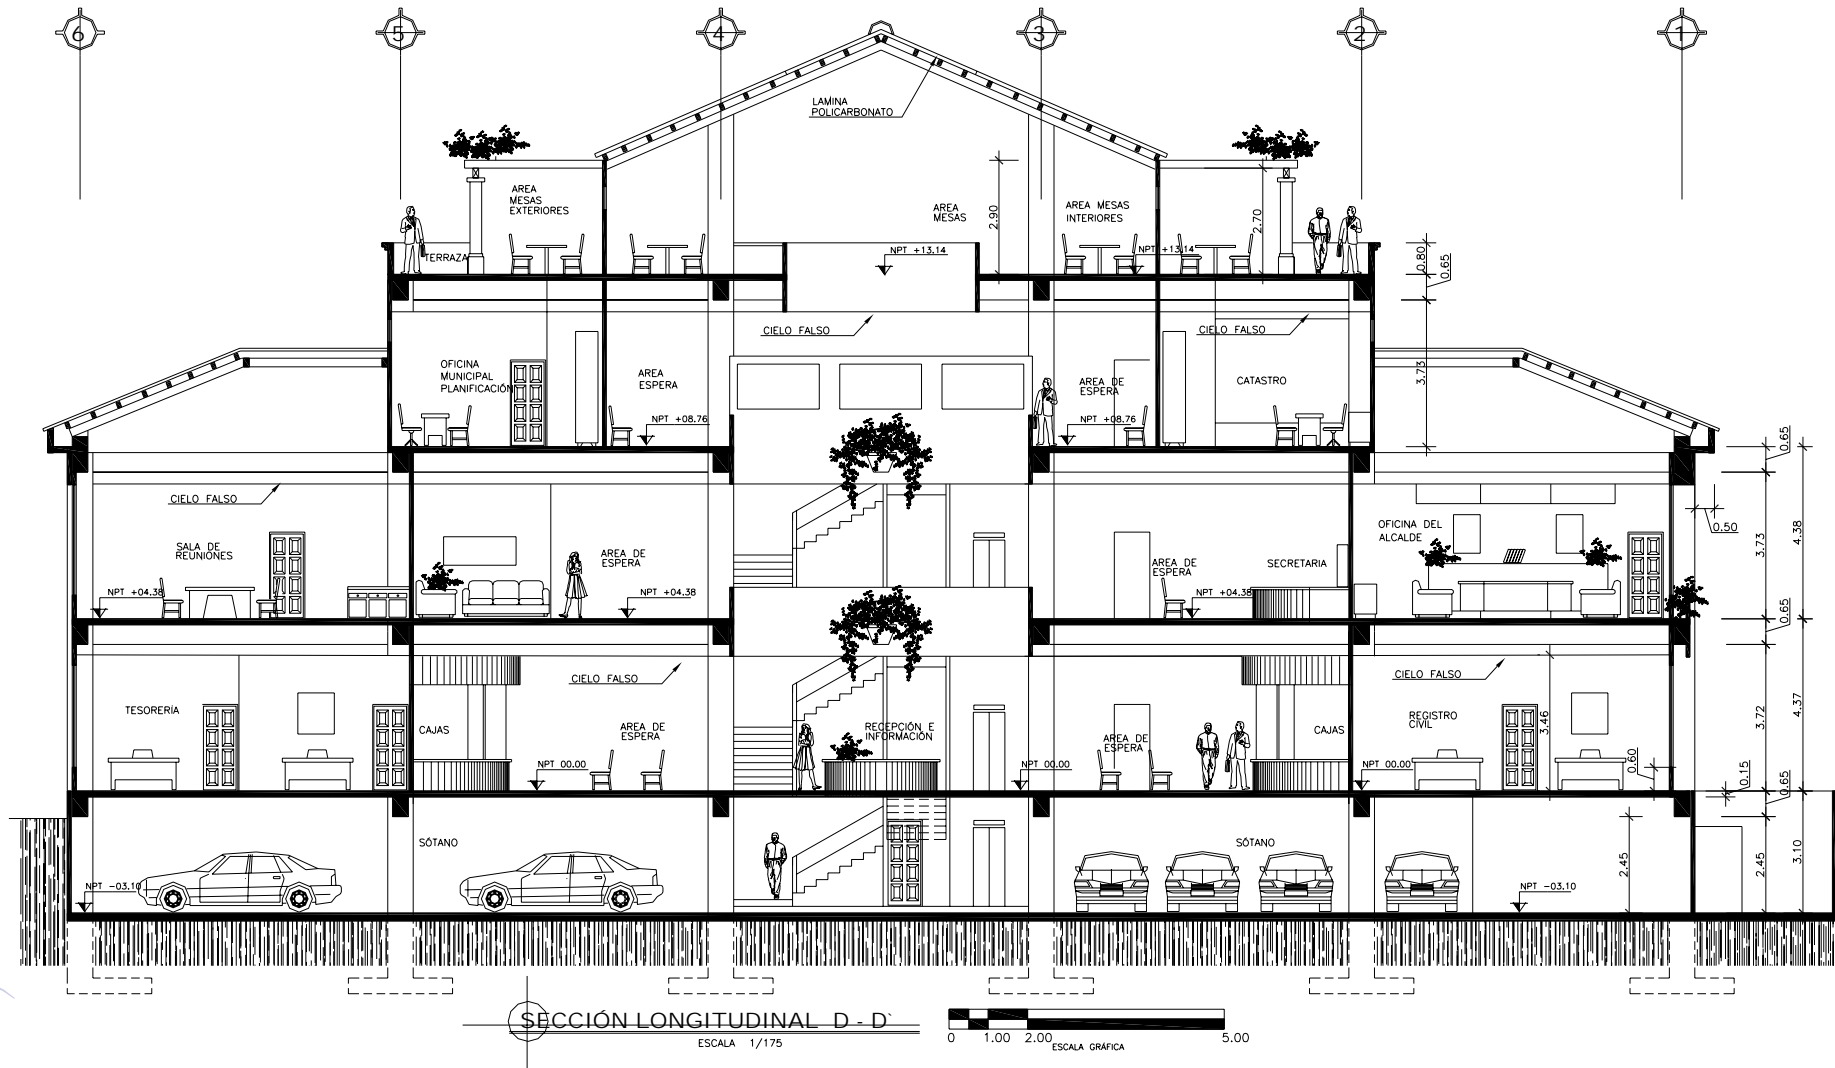 6
5
4
3
2
1
LAMINA
POLICARBONATO
AREA
MESAS
EXTERIORES
TERRAZA
AREA
MESAS
2.90
AREA MESAS
INTERIORES
2.70
NPT +13.14
NPT +13.14
0.80
0.65
CIELO FALSO
CIELO FALSO
OFICINA
MUNICIPAL
PLANIFICACIÓN
AREA
ESPERA
AREA DE
ESPERA
CATASTRO
3.73
NPT +08.76
NPT +08.76
0.65
CIELO FALSO
SALA DE
REUNIONES
AREA DE
ESPERA
AREA DE
ESPERA
SECRETARIA
OFICINA DEL
ALCALDE
0.50
3.73
4.38
NPT +04.38
NPT +04.38
NPT +04.38
0.65
CIELO FALSO
CIELO FALSO
TESORERIA
CAJAS
AREA DE
ESPERA
RECEPCIÓN E
INFORMACIÓN
AREA DE
ESPERA
CAJAS
REGISTRO
CIVIL
3.46
3.72
4.37
NPT 00.00
NPT 00.00
NPT 00.00
0.60
0.15
0.65
SÓTANO
SÓTANO
2.45
2.45
3.10
NPT -03.10
NPT -03.10
SECCIÓN LONGITUDINAL D - D`
ESCALA 1/175
0 1.00 2.00 5.00
ESCALA GRÁFICA